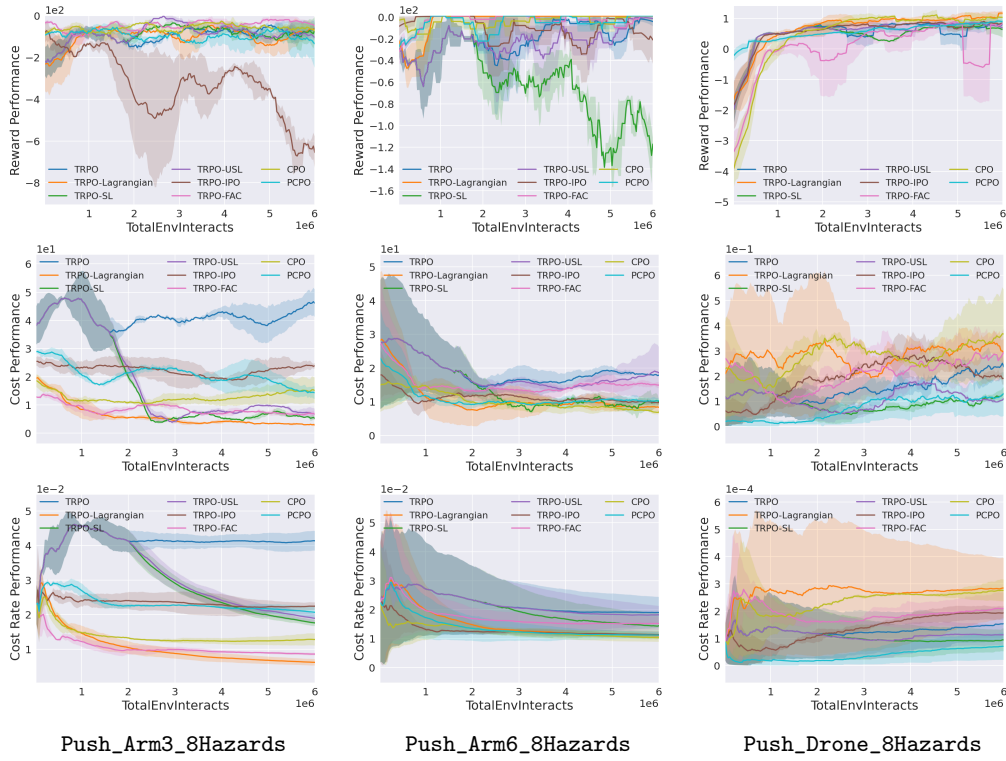 1e2
0
−2
−4
−6
−8
Reward Performance
TRPO
TRPO-Lagrangian
TRPO-SL
TRPO-USL
TRPO-IPO
TRPO-FAC
CPO
PCPO
1 2 3 4 5 6
TotalEnvInteracts
1e6
1e2
0.0
−0.2
−0.4
−0.6
−0.8
−1.0
−1.2
−1.4
−1.6
Reward Performance
TRPO
TRPO-Lagrangian
TRPO-SL
TRPO-USL
TRPO-IPO
TRPO-FAC
CPO
PCPO
1 2 3 4 5 6
TotalEnvInteracts
1e6
1
0
−1
−2
−3
−4
−5
Reward Performance
TRPO
TRPO-Lagrangian
TRPO-SL
TRPO-USL
TRPO-IPO
TRPO-FAC
CPO
PCPO
1 2 3 4 5 6
TotalEnvInteracts
1e6
1e1
6
5
4
3
2
1
0
Cost Performance
TRPO
TRPO-Lagrangian
TRPO-SL
TRPO-USL
TRPO-IPO
TRPO-FAC
CPO
PCPO
1 2 3 4 5 6
TotalEnvInteracts
1e6
1e1
5
4
3
2
1
0
Cost Performance
TRPO
TRPO-Lagrangian
TRPO-SL
TRPO-USL
TRPO-IPO
TRPO-FAC
CPO
PCPO
1 2 3 4 5 6
TotalEnvInteracts
1e6
1e−1
6
5
4
3
2
1
0
Cost Performance
TRPO
TRPO-Lagrangian
TRPO-SL
TRPO-USL
TRPO-IPO
TRPO-FAC
CPO
PCPO
1 2 3 4 5 6
TotalEnvInteracts
1e6
1e−2
5
4
3
2
1
Cost Rate Performance
TRPO
TRPO-Lagrangian
TRPO-SL
TRPO-USL
TRPO-IPO
TRPO-FAC
CPO
PCPO
1 2 3 4 5 6
TotalEnvInteracts
1e6
1e−2
6
5
4
3
2
1
0
Cost Rate Performance
TRPO
TRPO-Lagrangian
TRPO-SL
TRPO-USL
TRPO-IPO
TRPO-FAC
CPO
PCPO
1 2 3 4 5 6
TotalEnvInteracts
1e6
1e−4
6
5
4
3
2
1
0
Cost Rate Performance
TRPO
TRPO-Lagrangian
TRPO-SL
TRPO-USL
TRPO-IPO
TRPO-FAC
CPO
PCPO
1 2 3 4 5 6
TotalEnvInteracts
1e6
Push_Arm3_8Hazards
Push_Arm6_8Hazards
Push_Drone_8Hazards